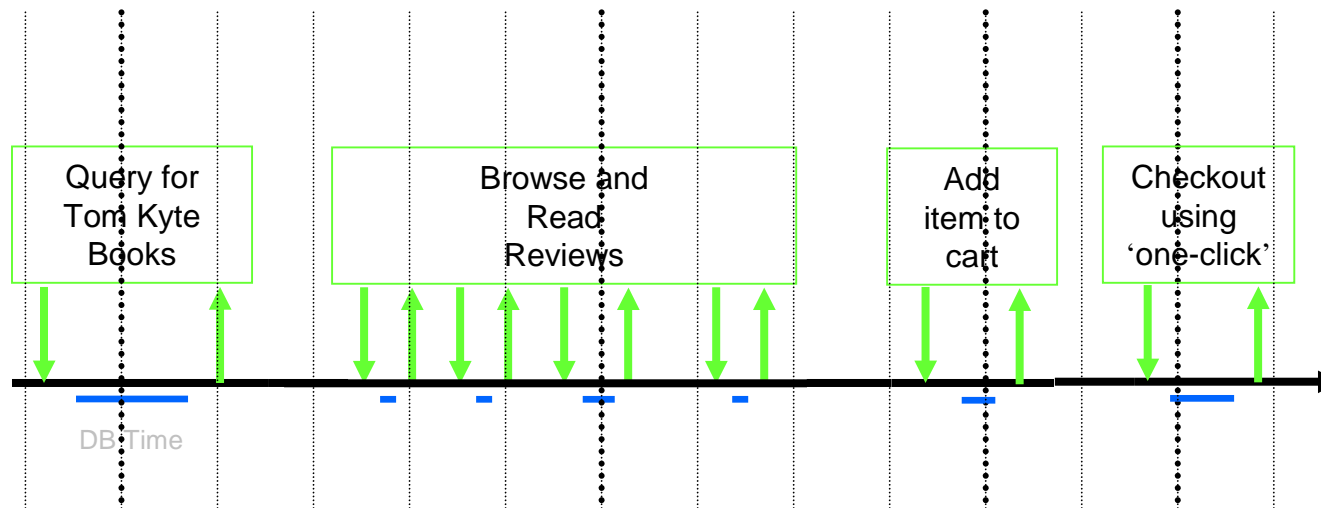 Query for
Tom Kyte
Books
Browse and
Read
Reviews
Add
item to
cart
Checkout
using
‘one-click’
DB Time